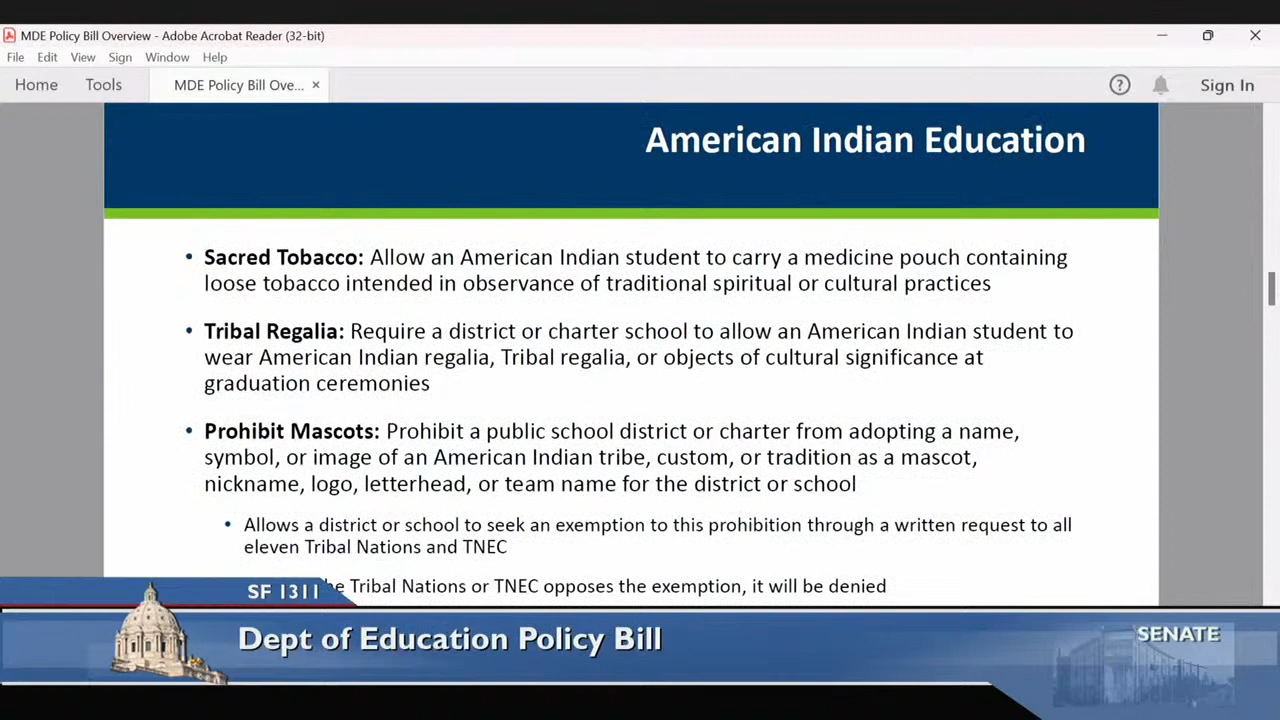 MDE Policy Bill Overview - Adobe Acrobat Reader (32-bit)
File Edit View Sign Window Help
Home Tools MDE Policy Bill Ove... × ? Sign In
American Indian Education
• Sacred Tobacco: Allow an American Indian student to carry a medicine pouch containing
loose tobacco intended in observance of traditional spiritual or cultural practices
• Tribal Regalia: Require a district or charter school to allow an American Indian student to
wear American Indian regalia, Tribal regalia, or objects of cultural significance at
graduation ceremonies
• Prohibit Mascots: Prohibit a public school district or charter from adopting a name,
symbol, or image of an American Indian tribe, custom, or tradition as a mascot,
nickname, logo, letterhead, or team name for the district or school
• Allows a district or school to seek an exemption to this prohibition through a written request to all
eleven Tribal Nations and TNEC
Tribal Nations or TNEC opposes the exemption, it will be denied
SF 1311
Dept of Education Policy Bill
SENATE